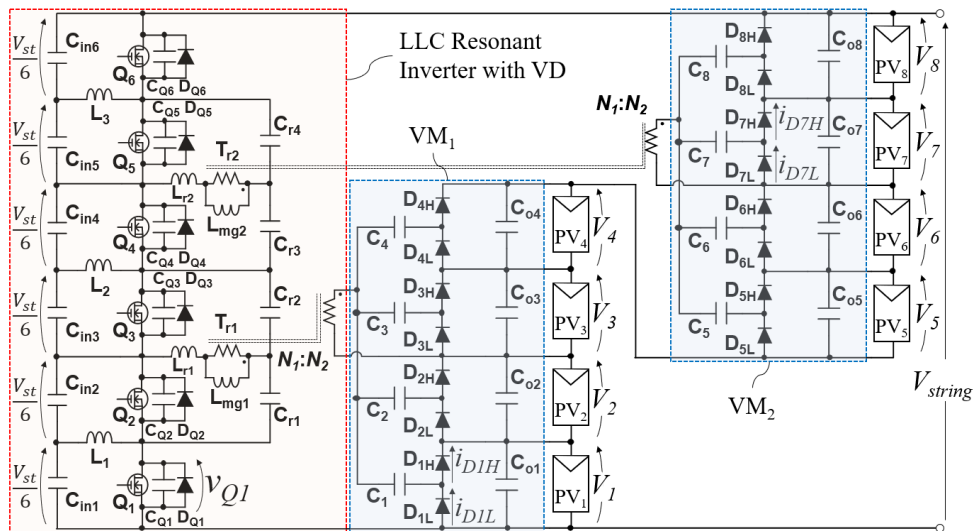 LLC Resonant
Inverter with VD
V_st/6
C_in6
Q_6
C_Q6 D_Q6
L_3
V_st/6
C_in5
Q_5
C_Q5 D_Q5
C_r4
T_r2
L_r2
L_mg2
V_st/6
C_in4
Q_4
C_Q4 D_Q4
C_r3
L_2
V_st/6
C_in3
Q_3
C_Q3 D_Q3
C_r2
T_r1
L_r1
L_mg1
N_1:N_2
V_st/6
C_in2
Q_2
C_Q2 D_Q2
C_r1
L_1
V_st/6
C_in1
Q_1
C_Q1 D_Q1
v_Q1
VM_1
D_4H
C_4
D_4L
C_o4
PV_4
V_4
D_3H
C_3
D_3L
C_o3
PV_3
V_3
D_2H
C_2
D_2L
C_o2
PV_2
V_2
D_1H
i_D1H
C_1
D_1L
i_D1L
C_o1
PV_1
V_1
N_1:N_2
D_8H
C_8
D_8L
C_o8
PV_8
V_8
D_7H
i_D7H
C_7
D_7L
i_D7L
C_o7
PV_7
V_7
D_6H
C_6
D_6L
C_o6
PV_6
V_6
D_5H
C_5
D_5L
C_o5
PV_5
V_5
VM_2
V_string